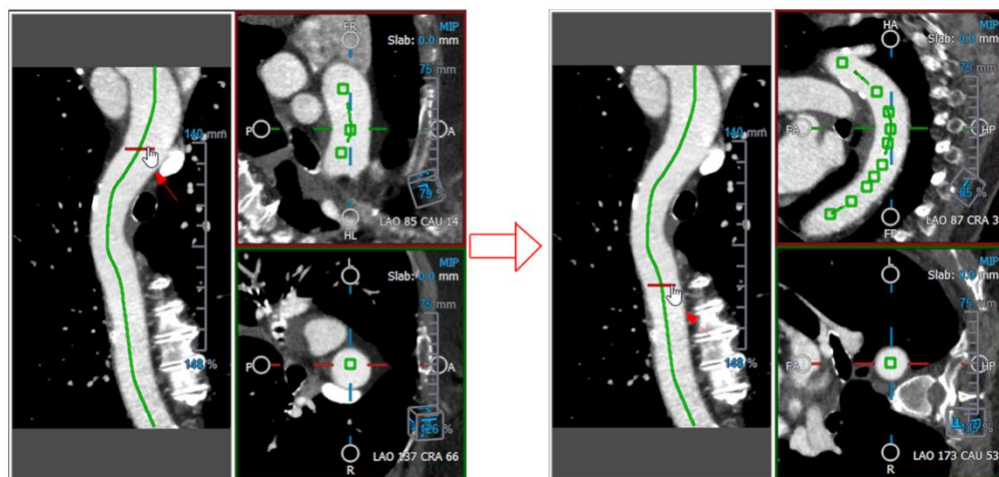 MIP
FR
Slab: 0.0 mm
75 mm
140 mm
P
A
79 %
LAO 85 CAU 14
HL
MIP
Slab: 0.0 mm
75 mm
P
A
148 %
126 %
LAO 137 CRA 66
R
MIP
HA
Slab: 0.0 mm
75 mm
140 mm
FA
HP
85 %
LAO 87 CRA 3
FP
MIP
Slab: 0.0 mm
75 mm
FA
HP
148 %
LAO 173 CAU 53
R